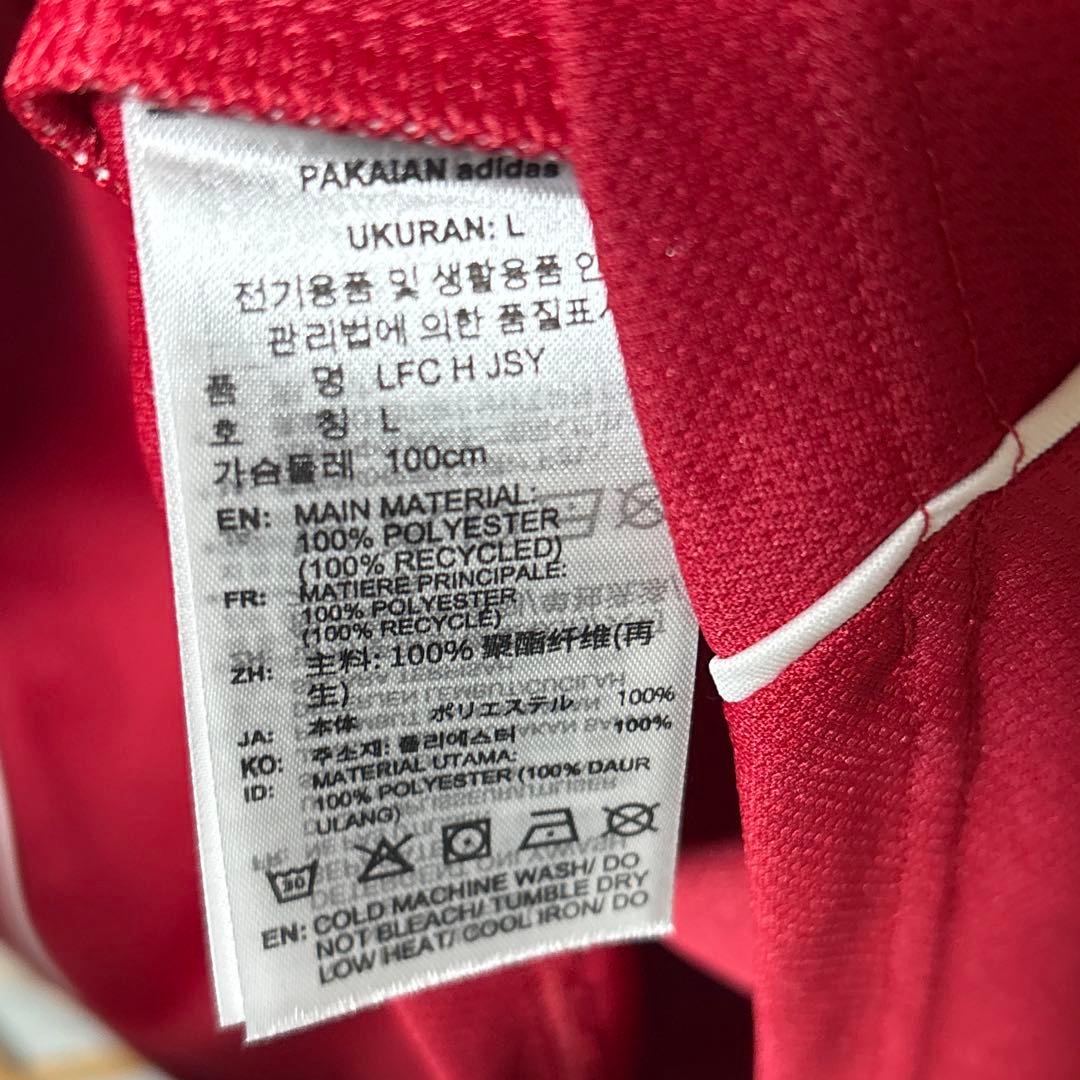 PAKAIAN adidas
UKURAN: L
전기용품 및 생활용품 안
관리법에 의한 품질표
품 명 LFC H JSY
호 칭 L
가슴둘레 100cm
EN: MAIN MATERIAL:
100% POLYESTER
(100% RECYCLED)
FR: MATIERE PRINCIPALE:
100% POLYESTER
(100% RECYCLE)
ZH: 主料: 100% 聚酯纤维(再
生)
JA: 本体 ポリエステル 100%
KO: 주소재: 폴리에스터 100%
ID: MATERIAL UTAMA:
100% POLYESTER (100% DAUR
ULANG)
30
EN: COLD MACHINE WASH/ DO
NOT BLEACH/ TUMBLE DRY
LOW HEAT/ COOL IRON/ DO